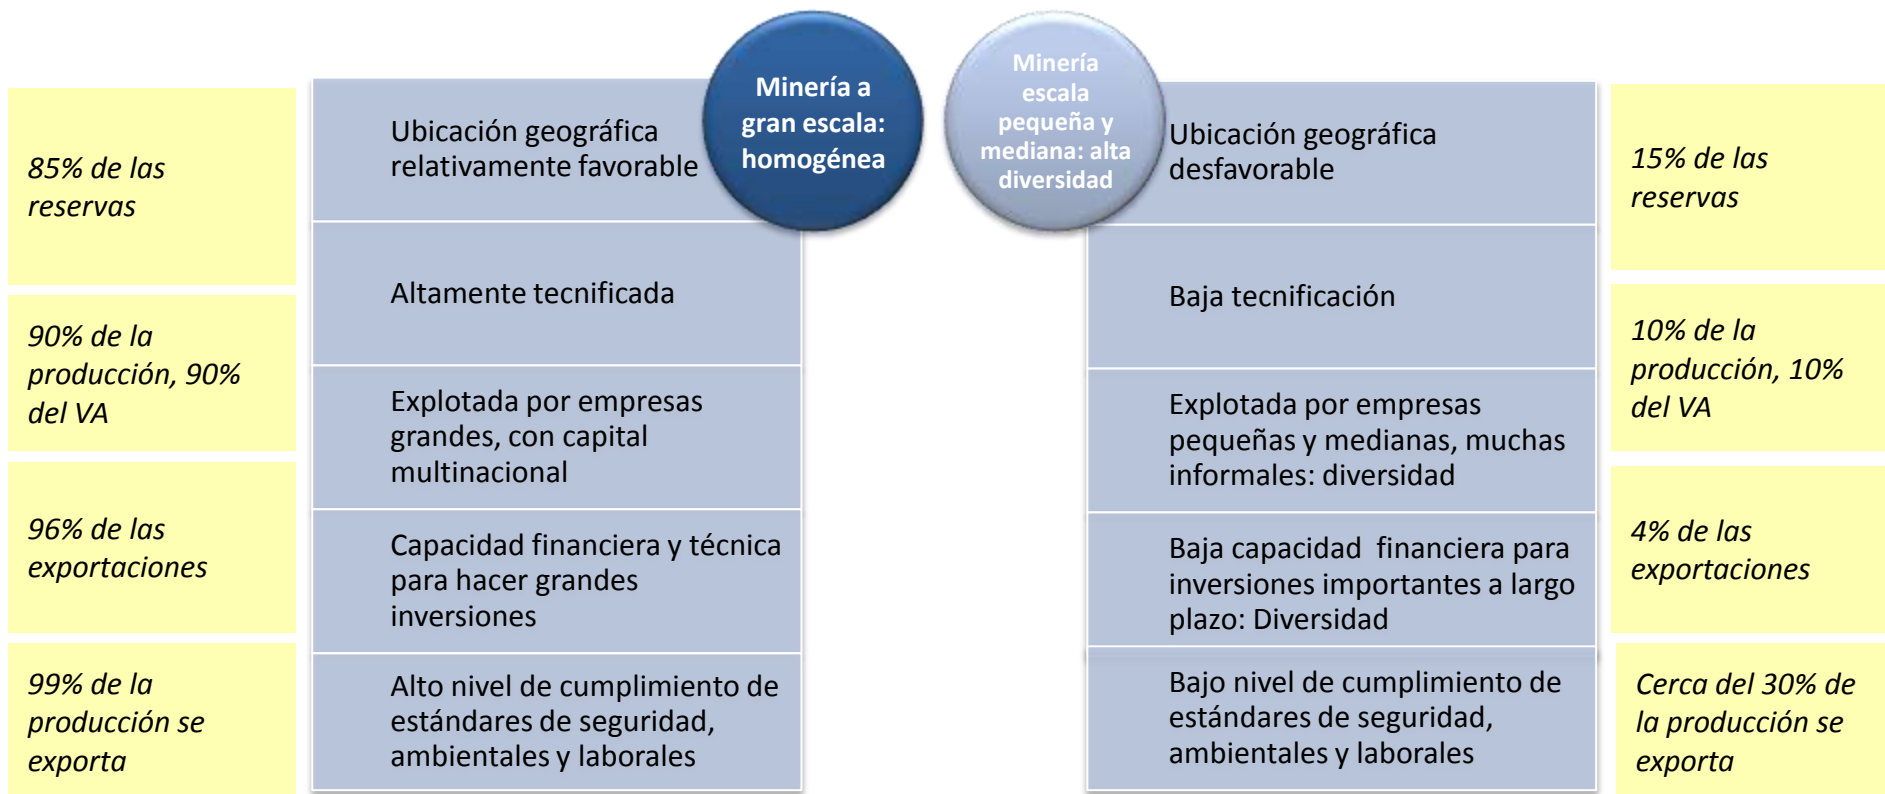 Minería a
gran escala:
homogénea
85% de las
reservas
90% de la
producción, 90%
del VA
96% de las
exportaciones
99% de la
producción se
exporta
Ubicación geográfica
relativamente favorable
Altamente tecnificada
Explotada por empresas
grandes, con capital
multinacional
Capacidad financiera y técnica
para hacer grandes
inversiones
Alto nivel de cumplimiento de
estándares de seguridad,
ambientales y laborales
Minería
escala
pequeña y
mediana: alta
diversidad
Ubicación geográfica
desfavorable
Baja tecnificación
Explotada por empresas
pequeñas y medianas, muchas
informales: diversidad
Baja capacidad financiera para
inversiones importantes a largo
plazo: Diversidad
Bajo nivel de cumplimiento de
estándares de seguridad,
ambientales y laborales
15% de las
reservas
10% de la
producción, 10%
del VA
4% de las
exportaciones
Cerca del 30% de
la producción se
exporta